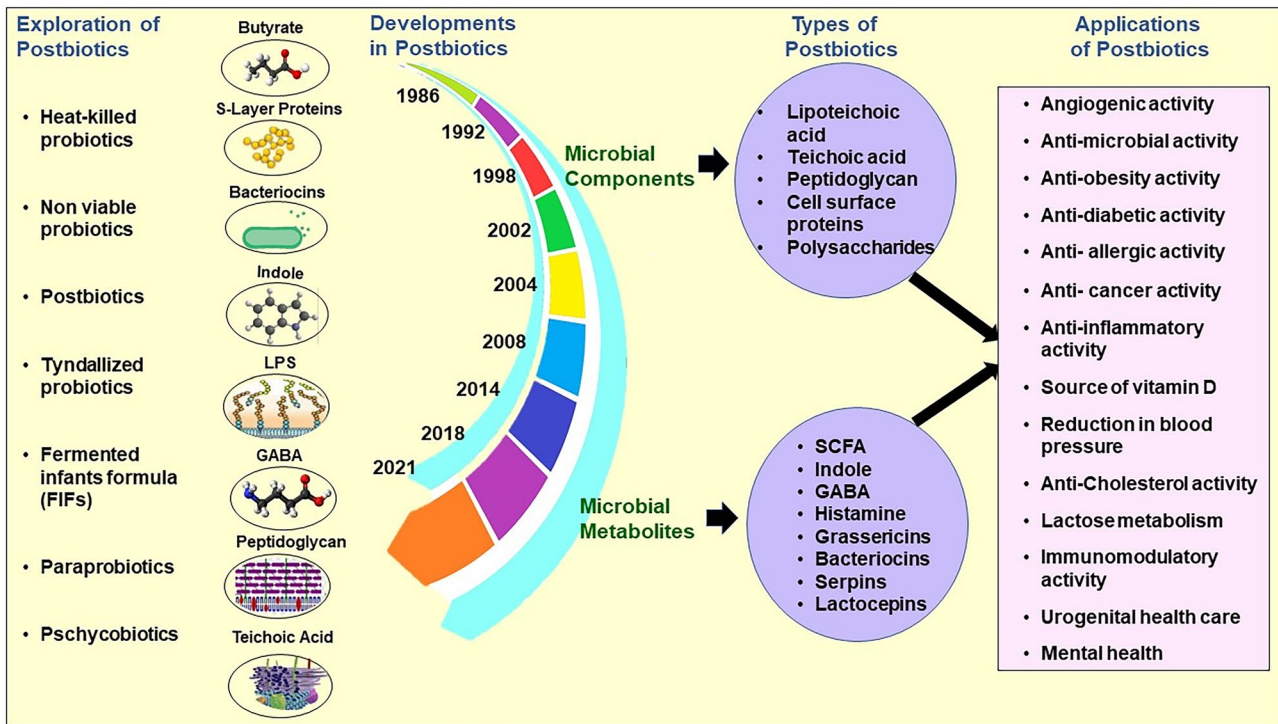 Exploration of
Postbiotics
• Heat-killed
probiotics
• Non viable
probiotics
• Postbiotics
• Tyndallized
probiotics
• Fermented
infants formula
(FIFs)
• Paraprobiotics
• Pschycobiotics
Butyrate
S-Layer Proteins
Bacteriocins
Indole
LPS
GABA
Peptidoglycan
Teichoic Acid
Developments
in Postbiotics
1986
1992
1998
2002
2004
2008
2014
2018
2021
Microbial
Components
Microbial
Metabolites
Types of
Postbiotics
• Lipoteichoic
acid
• Teichoic acid
• Peptidoglycan
• Cell surface
proteins
• Polysaccharides
• SCFA
• Indole
• GABA
• Histamine
• Grassericins
• Bacteriocins
• Serpins
• Lactocepins
Applications
of Postbiotics
• Angiogenic activity
• Anti-microbial activity
• Anti-obesity activity
• Anti-diabetic activity
• Anti- allergic activity
• Anti- cancer activity
• Anti-inflammatory
activity
• Source of vitamin D
• Reduction in blood
pressure
• Anti-Cholesterol activity
• Lactose metabolism
• Immunomodulatory
activity
• Urogenital health care
• Mental health